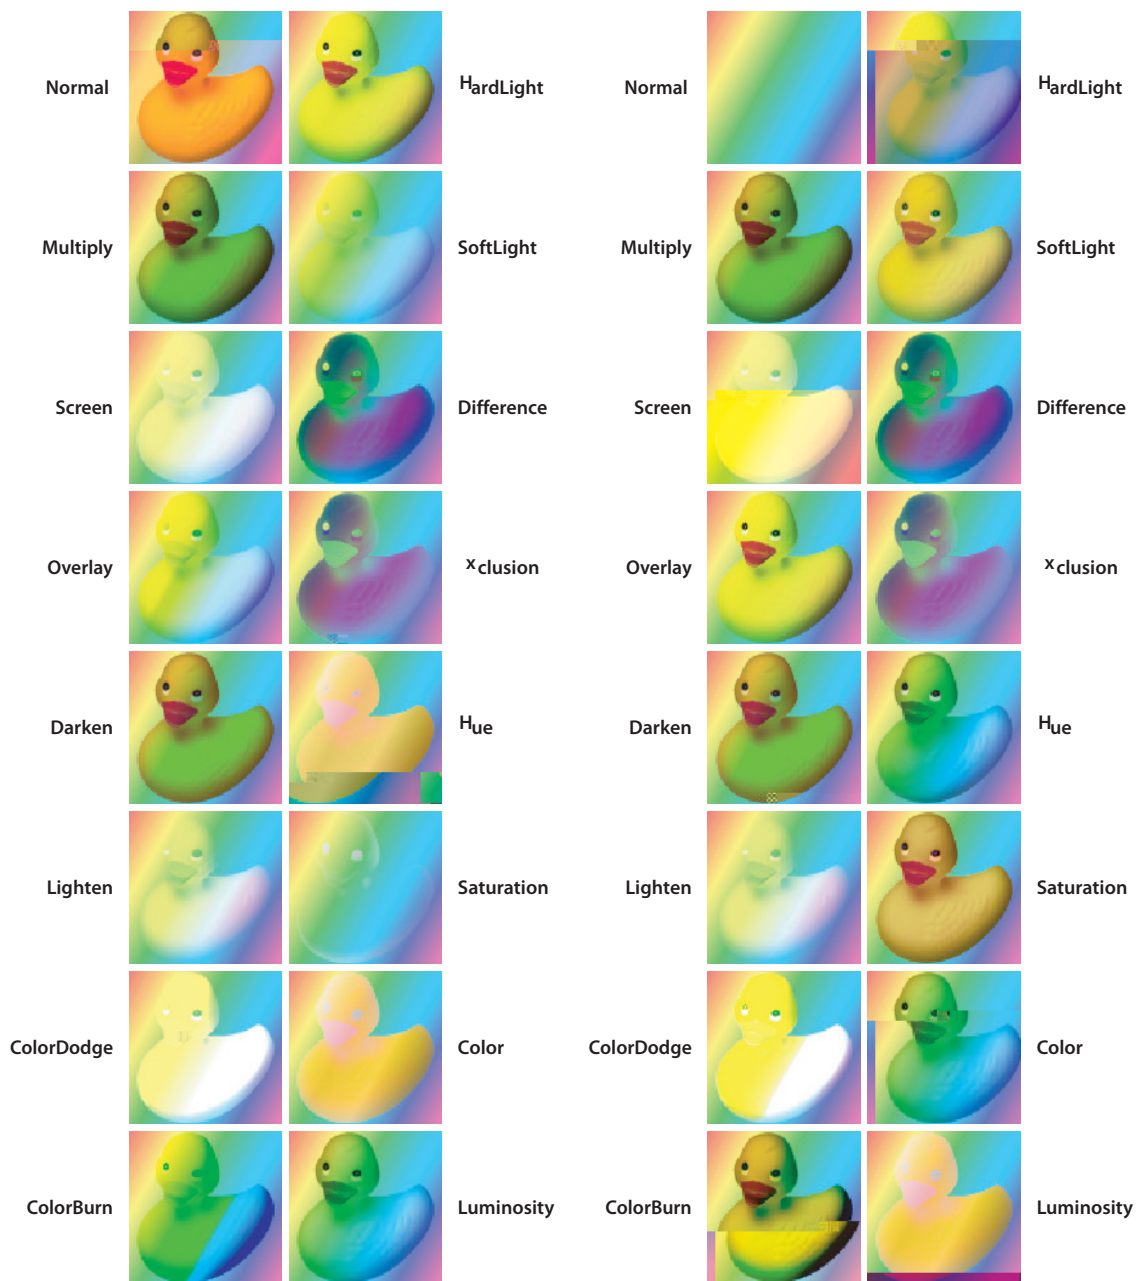 Normal HardLight Normal HardLight
Multiply SoftLight Multiply SoftLight
Screen Difference Screen Difference
Overlay xclusion Overlay xclusion
Darken Hue Darken Hue
Lighten Saturation Lighten Saturation
ColorDodge Color ColorDodge Color
ColorBurn Luminosity ColorBurn Luminosity